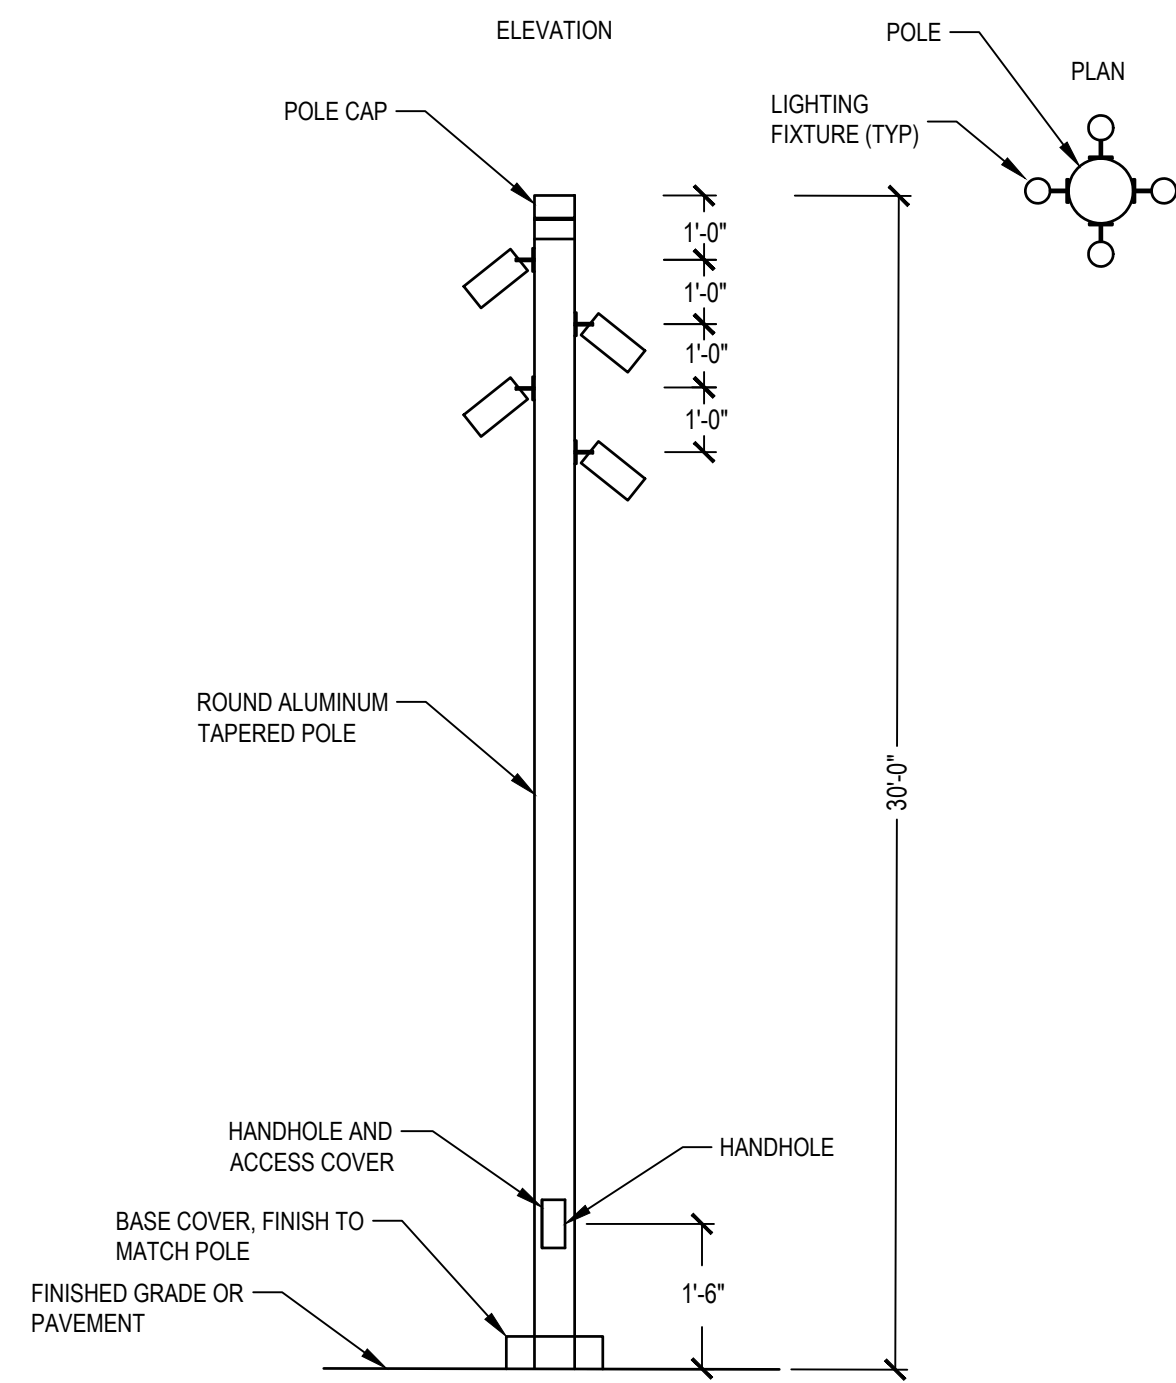 ELEVATION
POLE
PLAN
POLE CAP
LIGHTING
FIXTURE (TYP)
1'-0"
1'-0"
1'-0"
1'-0"
ROUND ALUMINUM
TAPERED POLE
30'-0"
HANDHOLE AND
ACCESS COVER
HANDHOLE
BASE COVER, FINISH TO
MATCH POLE
1'-6"
FINISHED GRADE OR
PAVEMENT